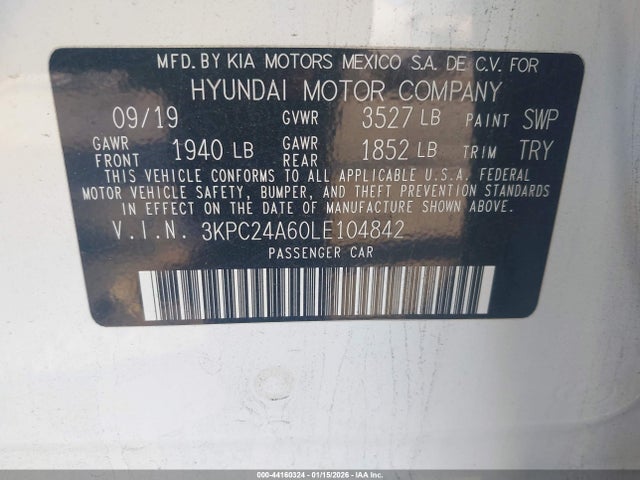 MFD. BY KIA MOTORS MEXICO S.A. DE C.V. FOR
HYUNDAI MOTOR COMPANY
09/19 GVWR 3527 LB PAINT SWP
GAWR FRONT 1940 LB GAWR REAR 1852 LB TRIM TRY
THIS VEHICLE CONFORMS TO ALL APPLICABLE U.S.A. FEDERAL
MOTOR VEHICLE SAFETY, BUMPER, AND THEFT PREVENTION STANDARDS
IN EFFECT ON THE DATE OF MANUFACTURE SHOWN ABOVE.
V.I.N. 3KPC24A60LE104842
PASSENGER CAR
000-44160324 - 01/15/2026 - IAA Inc.